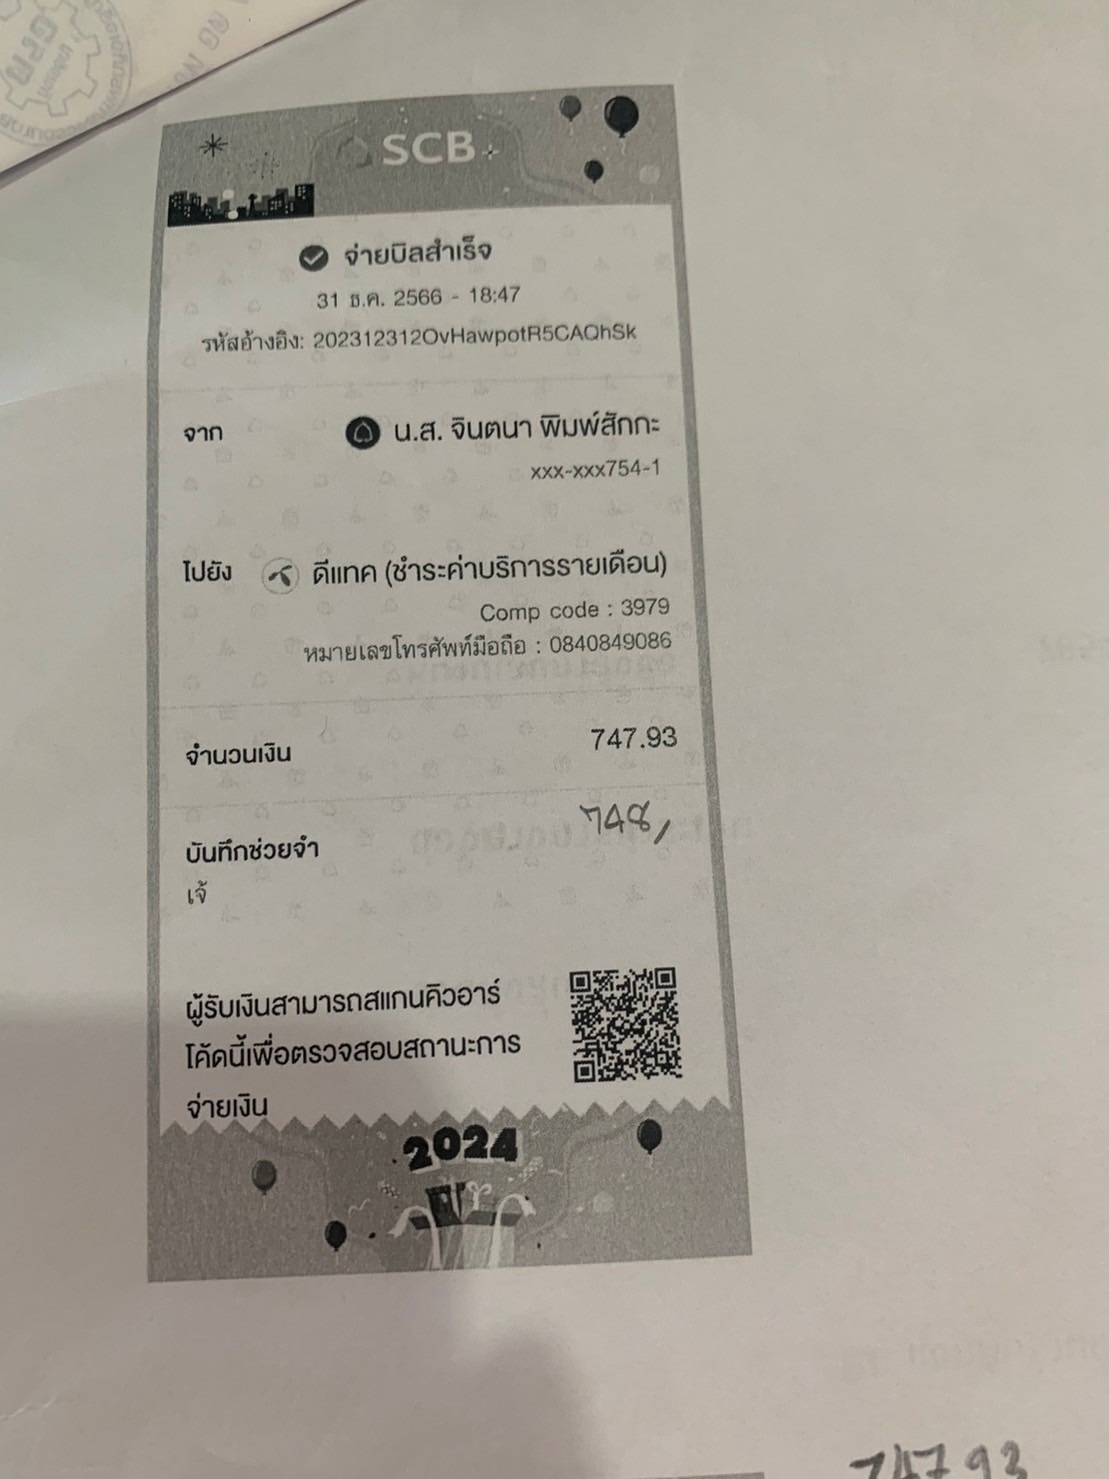 SCB
จ่ายบิลสำเร็จ
31 ธ.ค. 2566 - 18:47
รหัสอ้างอิง: 202312312OvHawpotR5CAQhSk
จาก น.ส. จินตนา พิมพ์สักกะ
xxx-xxx754-1
ไปยัง ดีแทค (ชำระค่าบริการรายเดือน)
Comp code : 3979
หมายเลขโทรศัพท์มือถือ : 0840849086
จำนวนเงิน 747.93
748,
บันทึกช่วยจำ
เจ้
ผู้รับเงินสามารถสแกนคิวอาร์
โค้ดนี้เพื่อตรวจสอบสถานะการ
จ่ายเงิน
2024
747.93